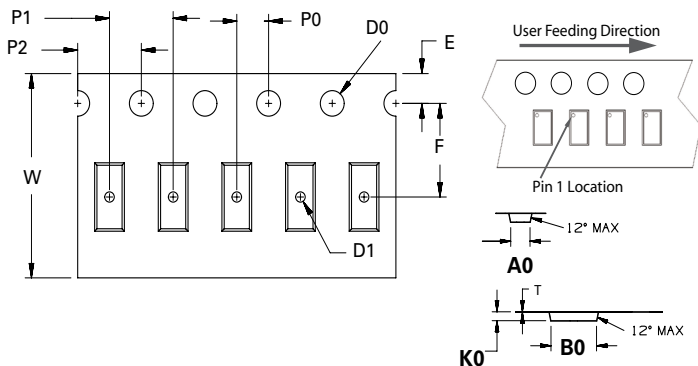 P1
P0
D0
P2
E
User Feeding Direction
F
W
Pin 1 Location
D1
12° MAX
A0
T
12° MAX
K0
B0